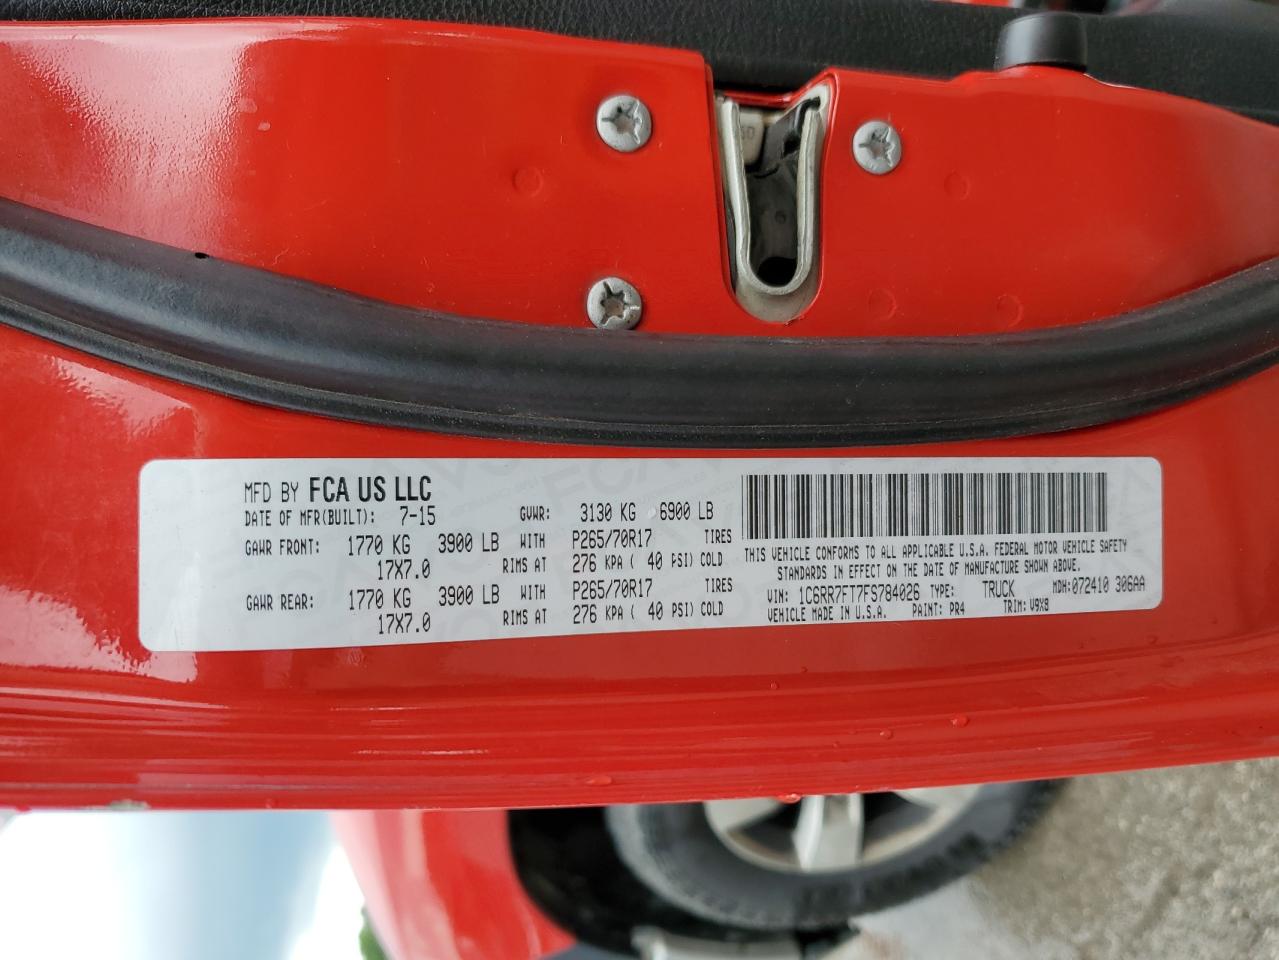 MFD BY FCA US LLC
DATE OF MFR(BUILT): 7-15 GVWR: 3130 KG 6900 LB
GAWR FRONT: 1770 KG 3900 LB WITH P265/70R17 TIRES
17X7.0 RIMS AT 276 KPA ( 40 PSI) COLD
GAWR REAR: 1770 KG 3900 LB WITH P265/70R17 TIRES
17X7.0 RIMS AT 276 KPA ( 40 PSI) COLD
THIS VEHICLE CONFORMS TO ALL APPLICABLE U.S.A. FEDERAL MOTOR VEHICLE SAFETY
STANDARDS IN EFFECT ON THE DATE OF MANUFACTURE SHOWN ABOVE.
VIN: 1C6RR7FT7FS784026 TYPE: TRUCK MDH:072410 306AA
VEHICLE MADE IN U.S.A. PAINT: PR4 TRIM: V9X8